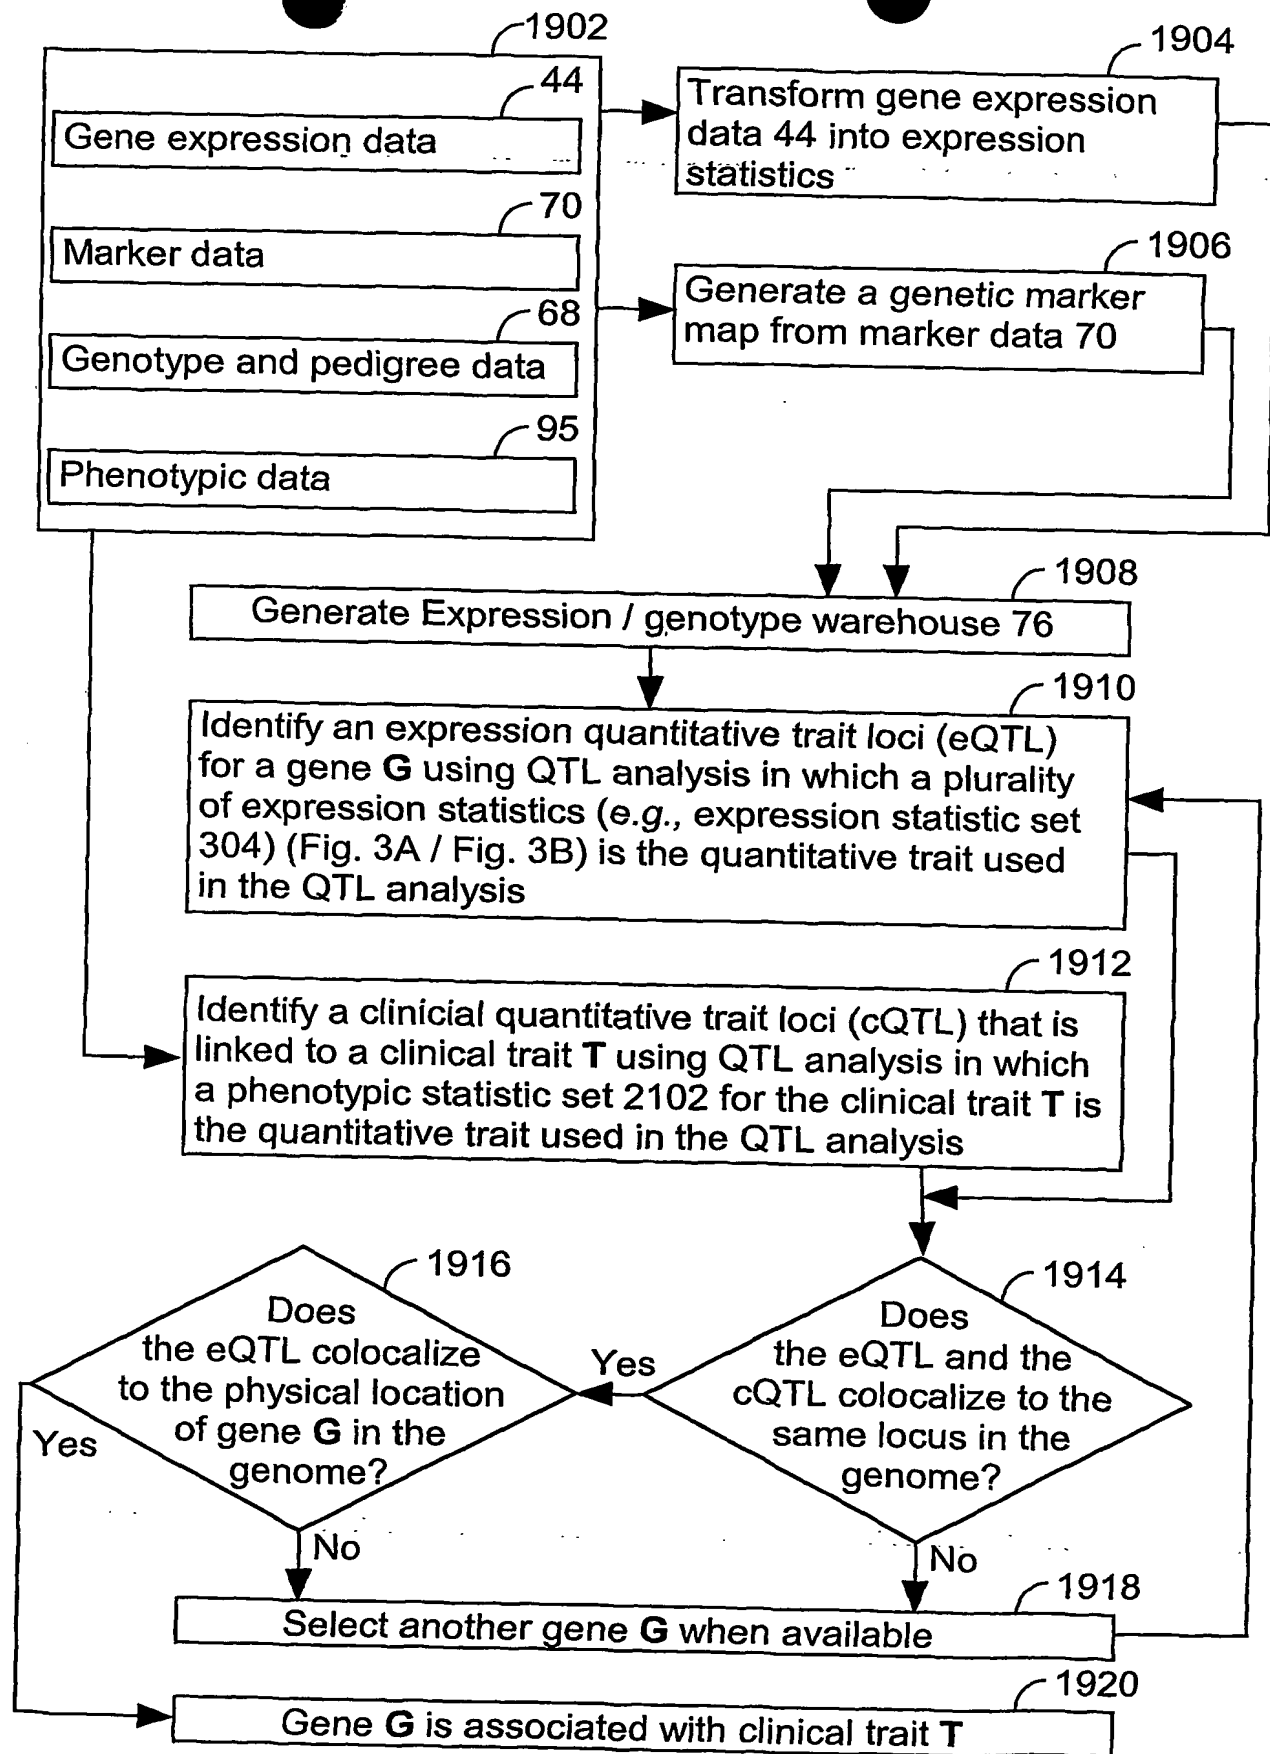 1902
44
Gene expression data
70
Marker data
68
Genotype and pedigree data
95
Phenotypic data
1904
Transform gene expression
data 44 into expression
statistics
1906
Generate a genetic marker
map from marker data 70
1908
Generate Expression / genotype warehouse 76
1910
Identify an expression quantitative trait loci (eQTL)
for a gene G using QTL analysis in which a plurality
of expression statistics (e.g., expression statistic set
304) (Fig. 3A / Fig. 3B) is the quantitative trait used
in the QTL analysis
1912
Identify a clinicial quantitative trait loci (cQTL) that is
linked to a clinical trait T using QTL analysis in which
a phenotypic statistic set 2102 for the clinical trait T is
the quantitative trait used in the QTL analysis
1914
Does
the eQTL and the
cQTL colocalize to the
same locus in the
genome?
Yes
No
1916
Does
the eQTL colocalize
to the physical location
of gene G in the
genome?
Yes
No
1918
Select another gene G when available
1920
Gene G is associated with clinical trait T